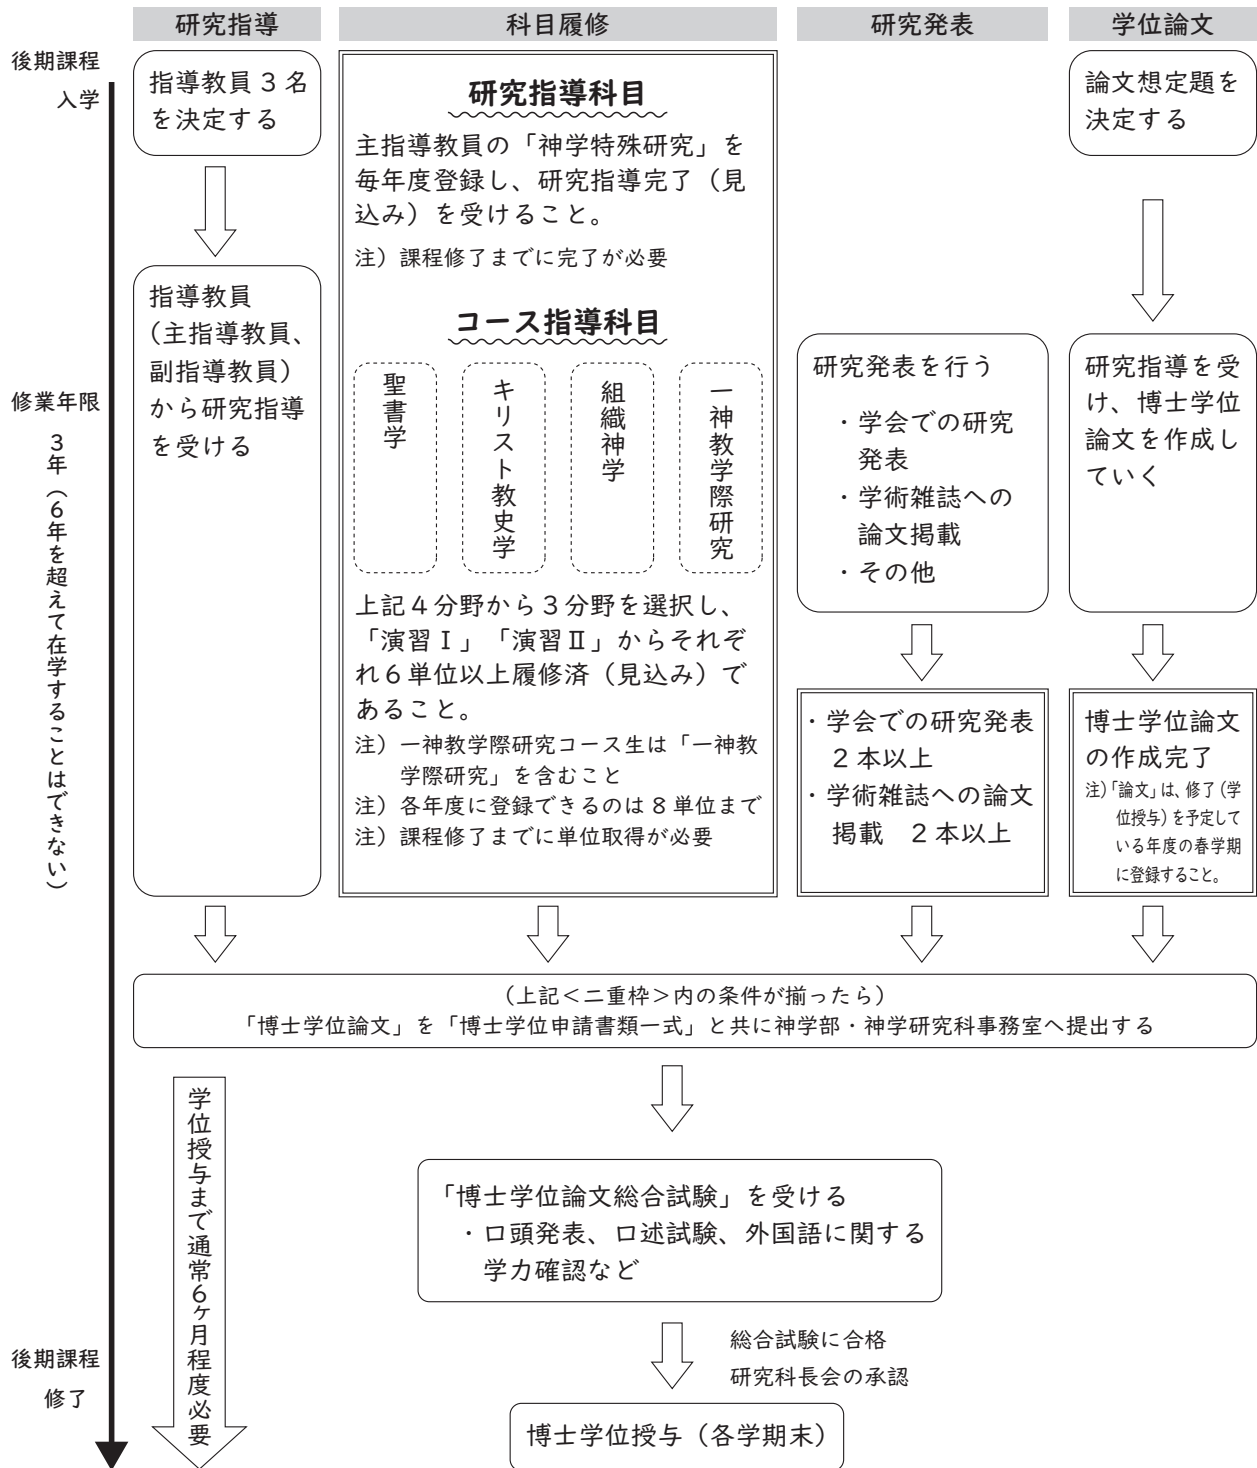 研究指導
科目履修
研究発表
学位論文
後期課程
入学
修業年限
3年（6年を超えて在学することはできない）
後期課程
修了
指導教員3名
を決定する
指導教員
（主指導教員、
副指導教員）
から研究指導
を受ける
研究指導科目
主指導教員の「神学特殊研究」を
毎年度登録し、研究指導完了（見
込み）を受けること。
注）課程修了までに完了が必要
コース指導科目
聖書学
キリスト教史学
組織神学
一神教学際研究
上記4分野から3分野を選択し、
「演習Ⅰ」「演習Ⅱ」からそれぞ
れ6単位以上履修済（見込み）で
あること。
注）一神教学際研究コース生は「一神教
学際研究」を含むこと
注）各年度に登録できるのは8単位まで
注）課程修了までに単位取得が必要
研究発表を行う
・学会での研究
発表
・学術雑誌への
論文掲載
・その他
・学会での研究発表
2本以上
・学術雑誌への論文
掲載　2本以上
論文想定題を
決定する
研究指導を受
け、博士学位
論文を作成し
ていく
博士学位論文
の作成完了
注）「論文」は、修了（学
位授与）を予定して
いる年度の春学期
に登録すること。
（上記＜二重枠＞内の条件が揃ったら）
「博士学位論文」を「博士学位申請書類一式」と共に神学部・神学研究科事務室へ提出する
学位授与まで通常6ヶ月程度必要
「博士学位論文総合試験」を受ける
・口頭発表、口述試験、外国語に関する
学力確認など
総合試験に合格
研究科長会の承認
博士学位授与（各学期末）